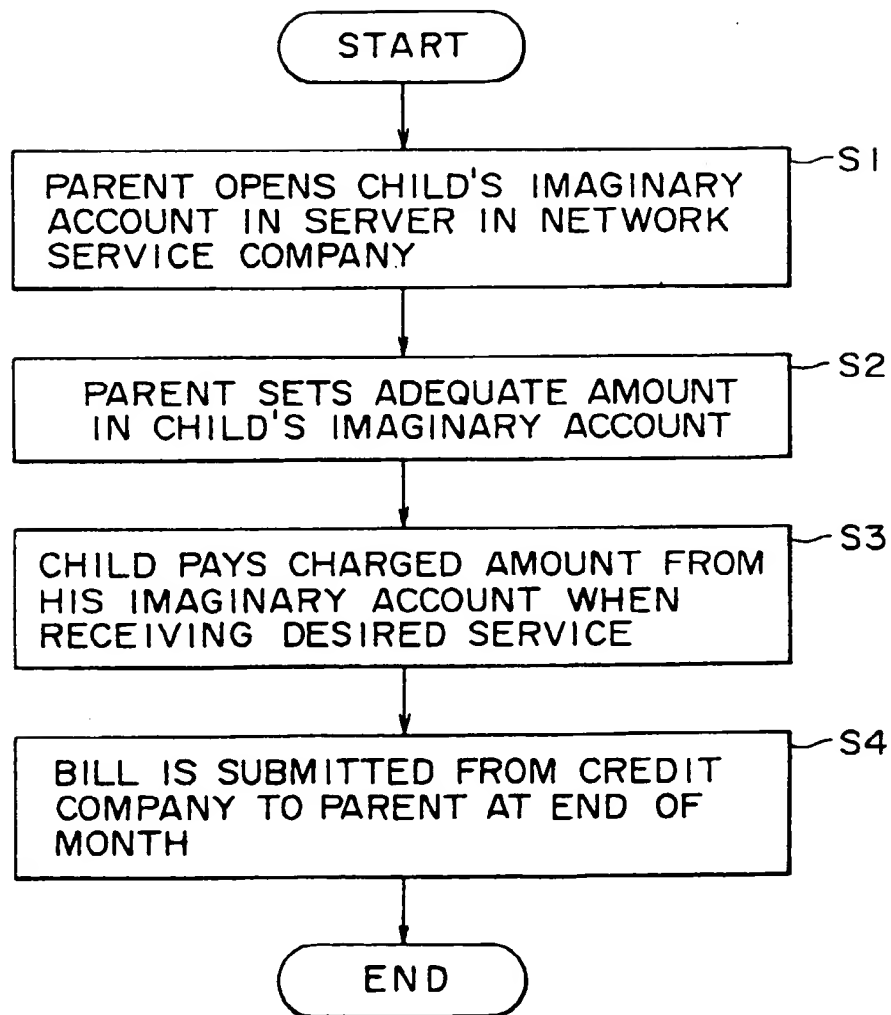 START
S1
PARENT OPENS CHILD'S IMAGINARY
ACCOUNT IN SERVER IN NETWORK
SERVICE COMPANY
S2
PARENT SETS ADEQUATE AMOUNT
IN CHILD'S IMAGINARY ACCOUNT
S3
CHILD PAYS CHARGED AMOUNT FROM
HIS IMAGINARY ACCOUNT WHEN
RECEIVING DESIRED SERVICE
S4
BILL IS SUBMITTED FROM CREDIT
COMPANY TO PARENT AT END OF
MONTH
END